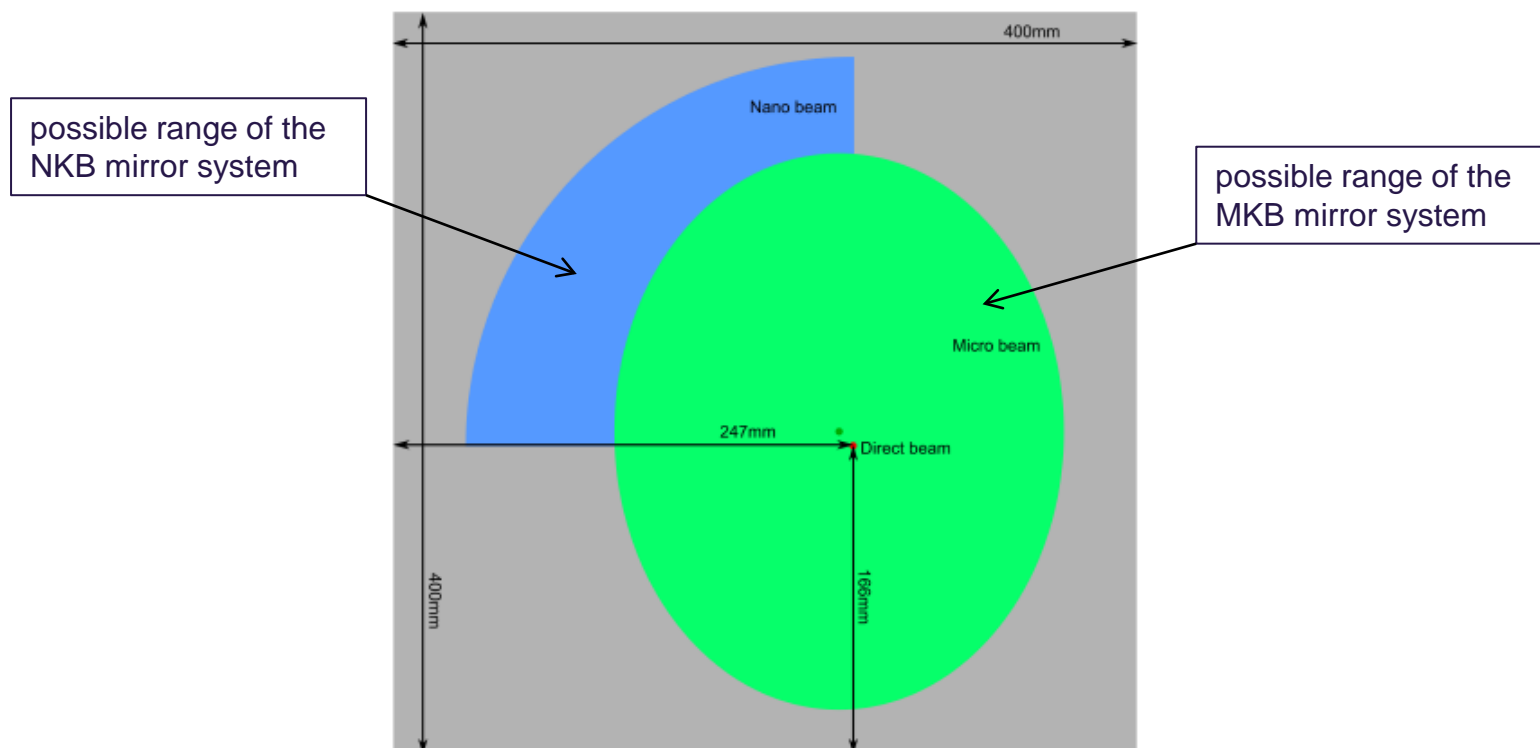 400mm
Nano beam
possible range of the
NKB mirror system
possible range of the
MKB mirror system
Micro beam
247mm
Direct beam
400mm
166mm